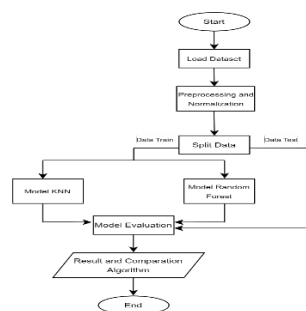 Start
Load Dataset
Preprocessing and
Normalization
Split Data
Data Train
Data Test
Model KNN
Model Random
Forest
Model Evaluation
Result and Comparation
Algorithm
End